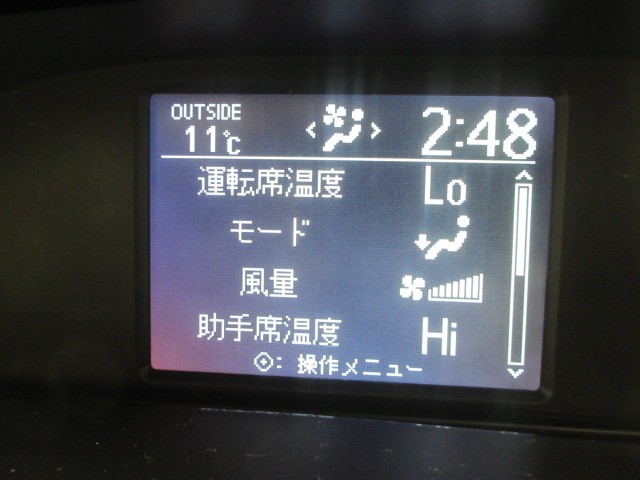 OUTSIDE
11℃
2:48
運転席温度 Lo
モード
風量
助手席温度 Hi
: 操作メニュー